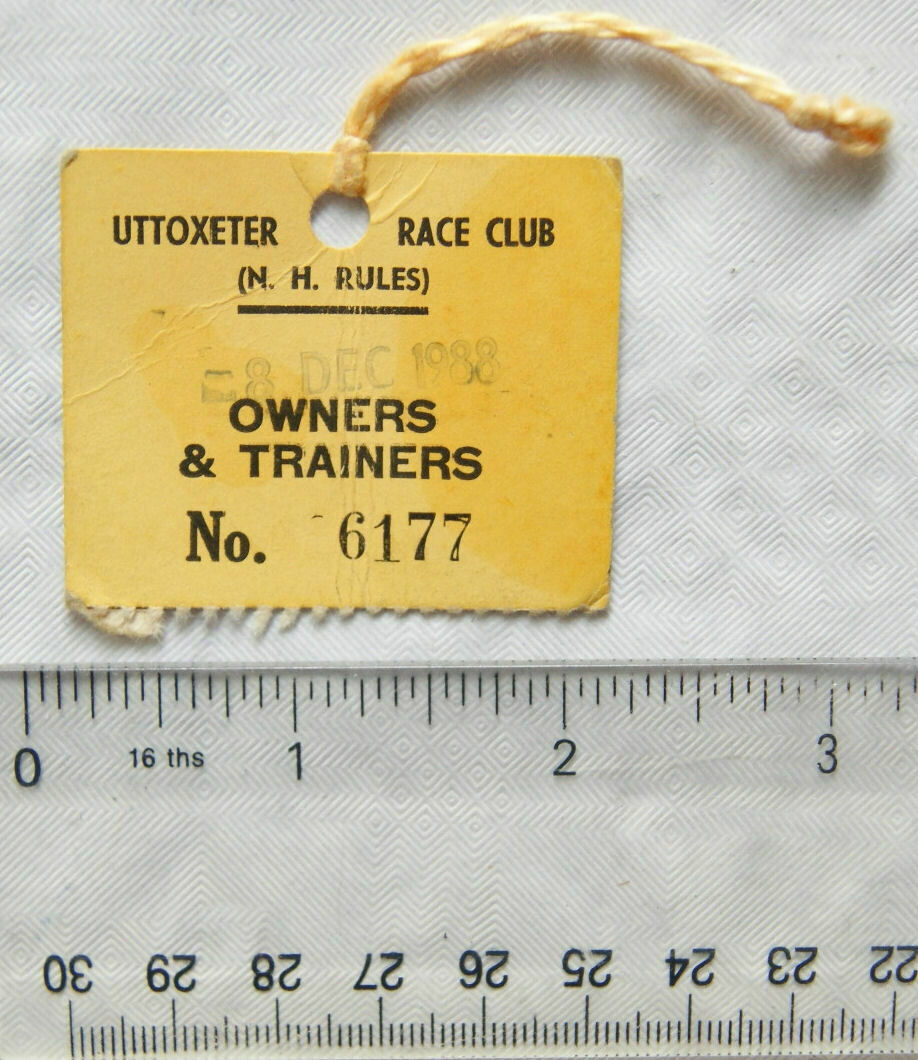 UTTOXETER RACE CLUB
(N. H. RULES)
-8 DEC 1988
OWNERS
& TRAINERS
No. 6177
0 16 ths 1 2 3
30 29 28 27 26 25 24 23 22